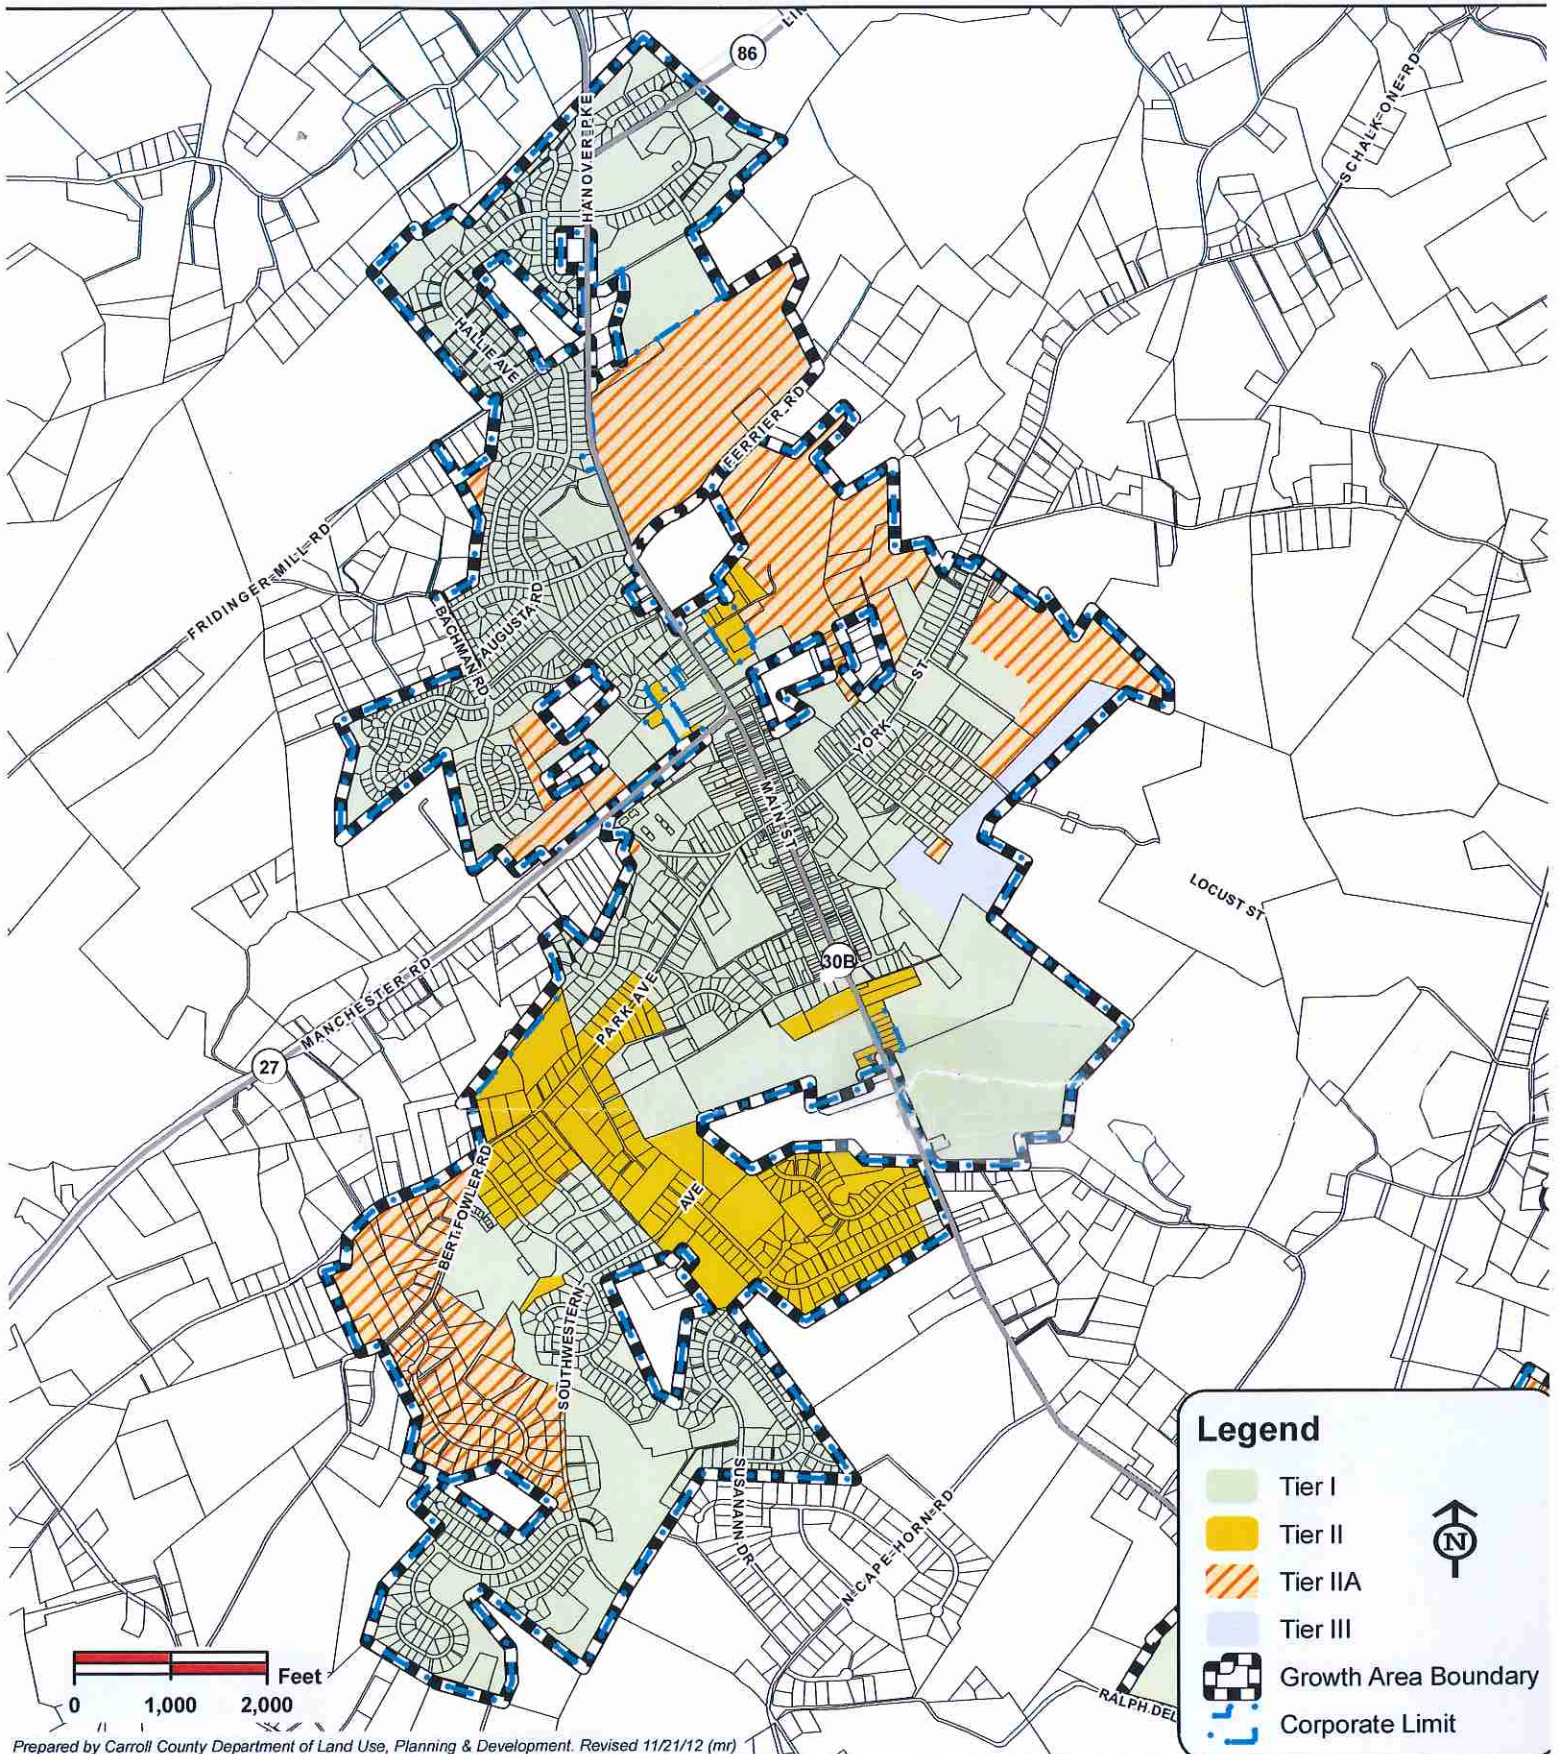 86
LIN
HANOVER PKE
SCHALK ONE RD
HALLIE AVE
FERRIER RD
FRIDINGER MILL RD
BACHMAN RD
AUGUSTA RD
YORK ST
MAIN ST
LOCUST ST
30B
PARK AVE
MANCHESTER RD
27
BERT FOWLER RD
AVE
SOUTHWESTERN
SUSANANN DR
N CAPE HORN RD
RALPH DEL
Legend
Tier I
Tier II
Tier IIA
Tier III
Growth Area Boundary
Corporate Limit
N
Feet
0 1,000 2,000
Prepared by Carroll County Department of Land Use, Planning & Development. Revised 11/21/12 (mr)